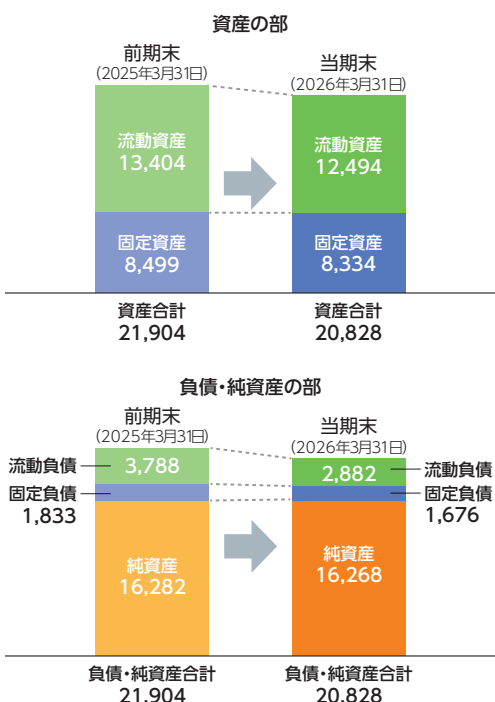 資産の部
前期末
(2025年3月31日)
当期末
(2026年3月31日)
流動資産
13,404
流動資産
12,494
固定資産
8,499
固定資産
8,334
資産合計
21,904
資産合計
20,828
負債・純資産の部
前期末
(2025年3月31日)
当期末
(2026年3月31日)
流動負債
3,788
2,882
流動負債
固定負債
1,833
固定負債
1,676
純資産
16,282
純資産
16,268
負債・純資産合計
21,904
負債・純資産合計
20,828